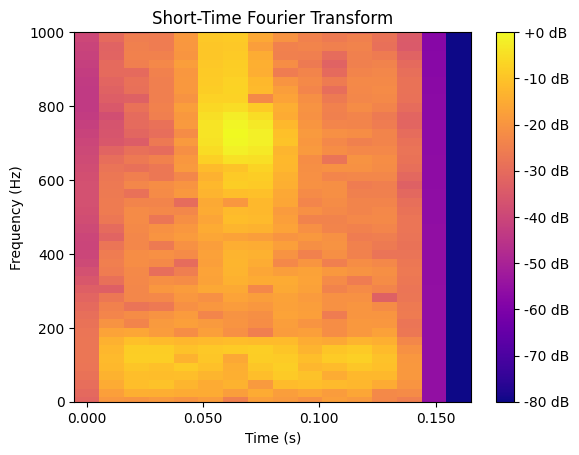 Short-Time Fourier Transform
1000
800
600
400
200
0
Frequency (Hz)
0.000
0.050
0.100
0.150
Time (s)
+0 dB
-10 dB
-20 dB
-30 dB
-40 dB
-50 dB
-60 dB
-70 dB
-80 dB